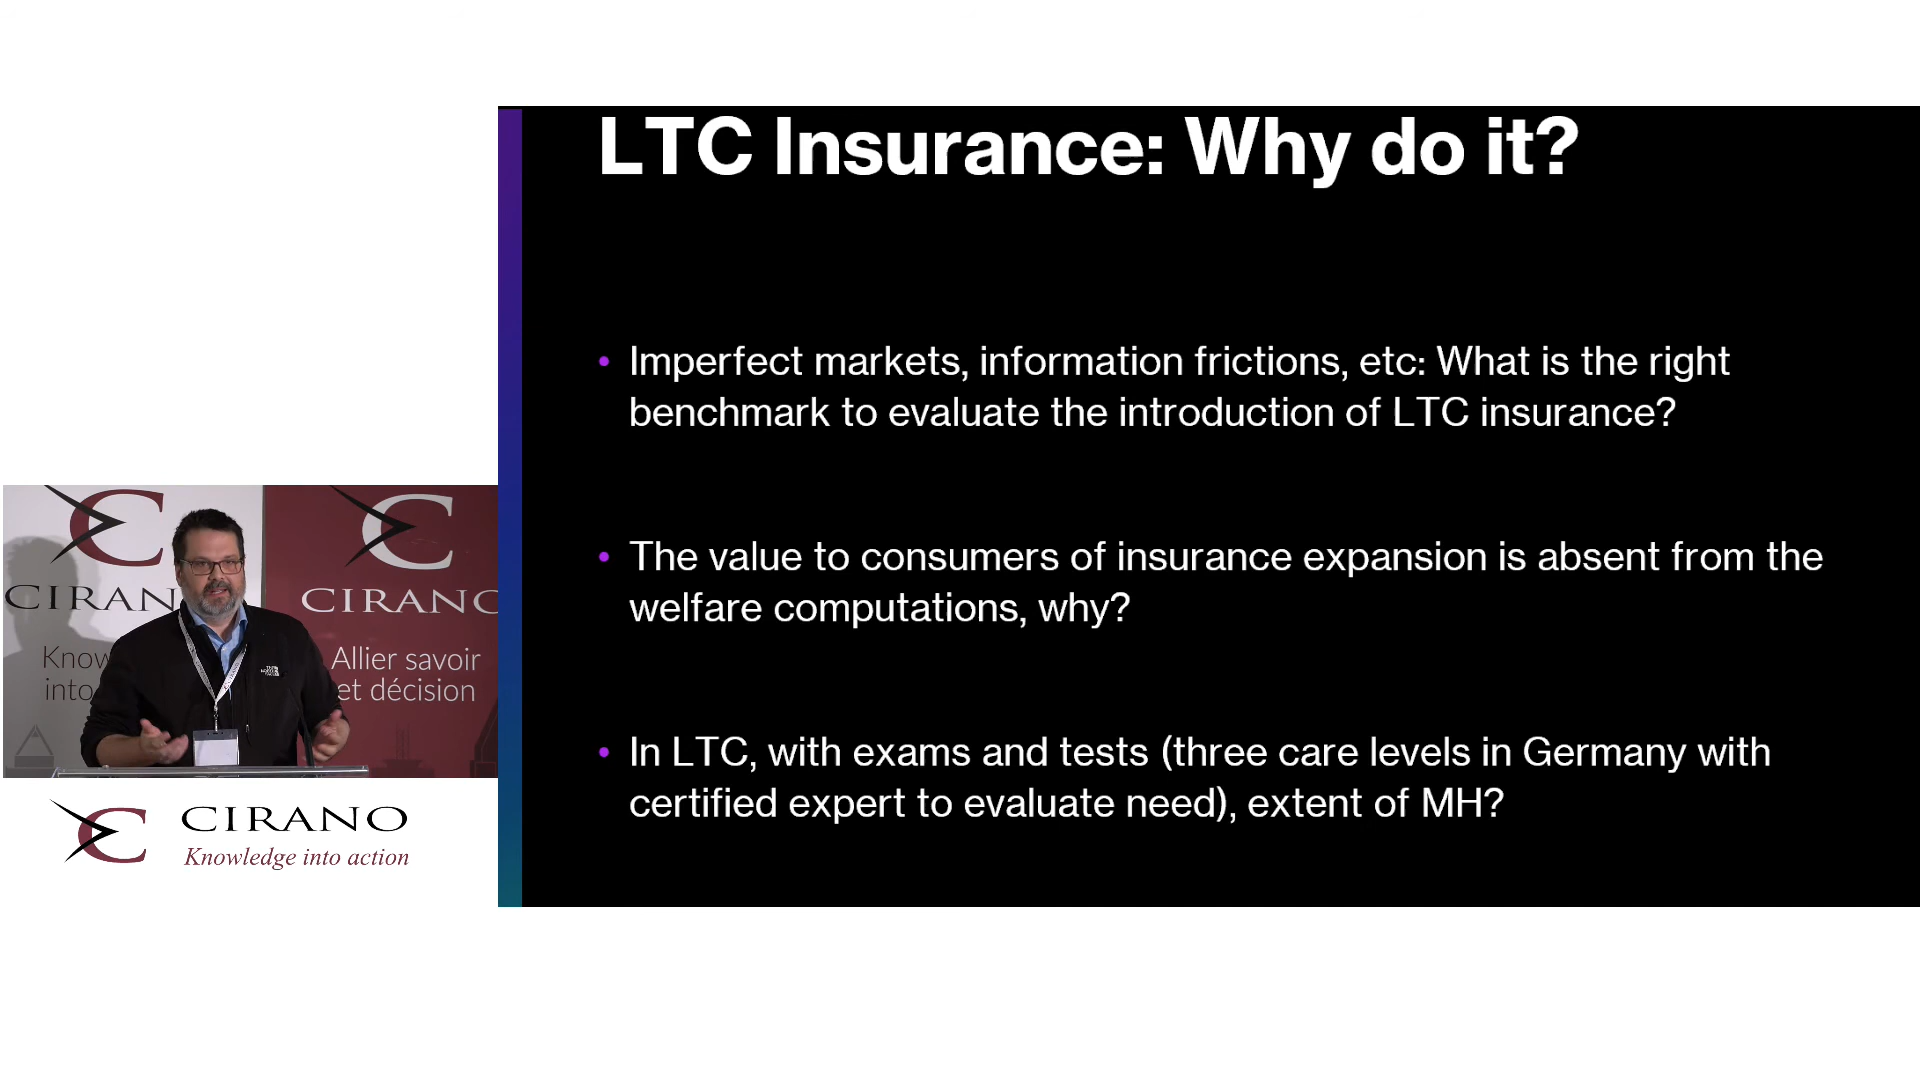 LTC Insurance: Why do it?
• Imperfect markets, information frictions, etc: What is the right
benchmark to evaluate the introduction of LTC insurance?
• The value to consumers of insurance expansion is absent from the
welfare computations, why?
• In LTC, with exams and tests (three care levels in Germany with
certified expert to evaluate need), extent of MH?
CIRAN
Know
into
CIRANO
Allier savoir
et décision
CIRANO
Knowledge into action